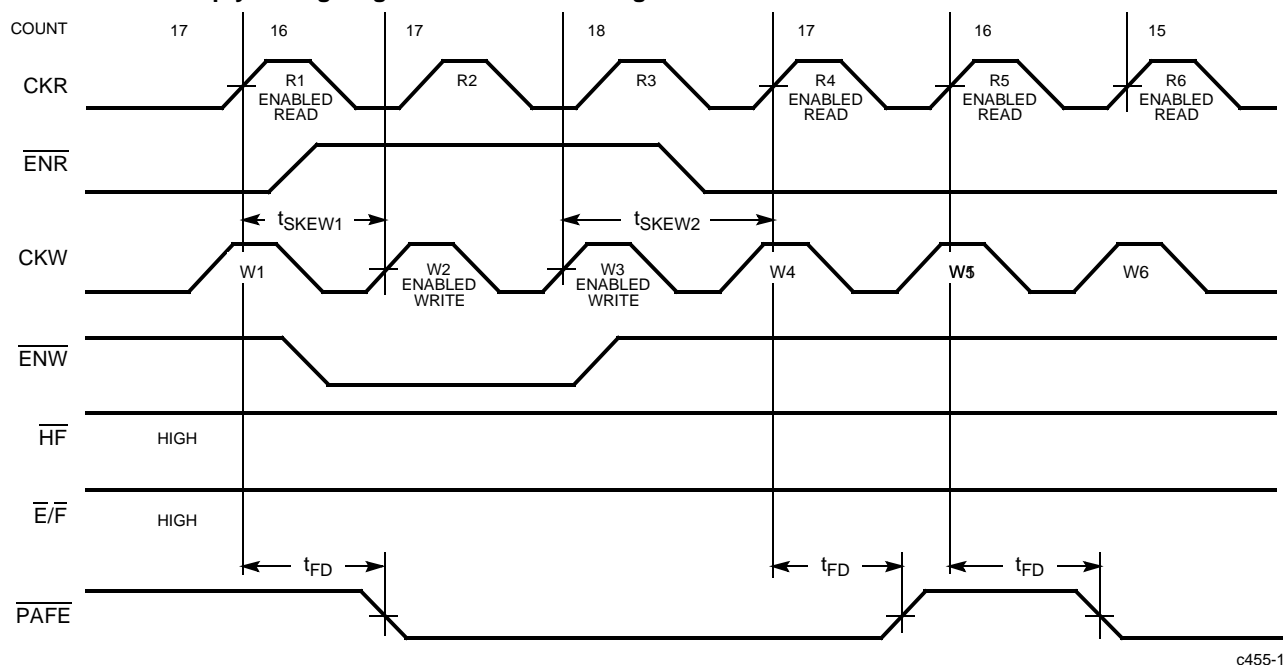 COUNT 17 16 17 18 17 16 15
CKR R1 R2 R3 R4 R5 R6
ENABLED ENABLED ENABLED ENABLED
READ READ READ READ
ENR
tSKEW1 tSKEW2
CKW W1 W2 W3 W4 W6
ENABLED ENABLED
WRITE WRITE
ENW
HF HIGH
E/F HIGH
tFD tFD tFD
PAFE
c455-1